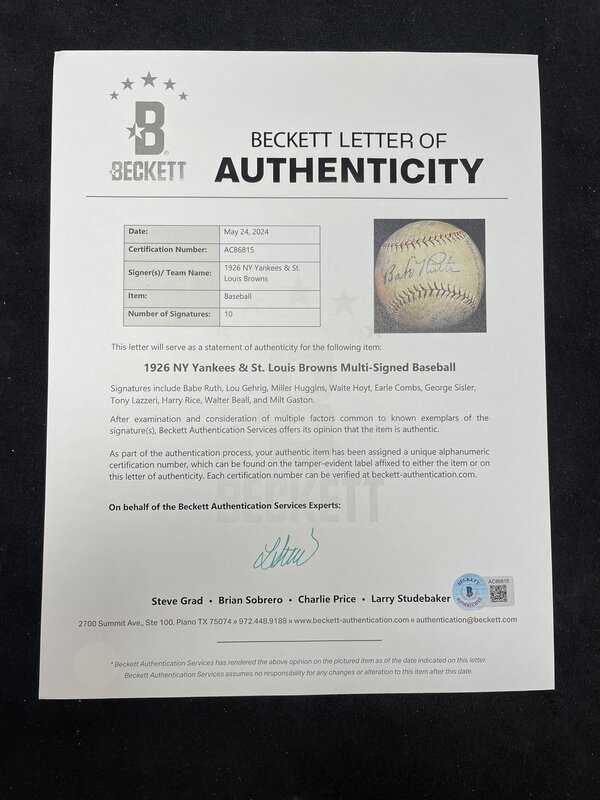 B
BECKETT
BECKETT LETTER OF
AUTHENTICITY
Date: May 24, 2024
Certification Number: AC86815
Signer(s)/ Team Name: 1926 NY Yankees & St.
Louis Browns
Item: Baseball
Number of Signatures: 10
Babe Ruth
This letter will serve as a statement of authenticity for the following item:
1926 NY Yankees & St. Louis Browns Multi-Signed Baseball
Signatures include Babe Ruth, Lou Gehrig, Miller Huggins, Waite Hoyt, Earle Combs, George Sisler,
Tony Lazzeri, Harry Rice, Walter Beall, and Milt Gaston.
After examination and consideration of multiple factors common to known exemplars of the
signature(s), Beckett Authentication Services offers its opinion that the item is authentic.
As part of the authentication process, your authentic item has been assigned a unique alphanumeric
certification number, which can be found on the tamper-evident label affixed to either the item or on
this letter of authenticity. Each certification number can be verified at beckett-authentication.com.
BECKETT
On behalf of the Beckett Authentication Services Experts:
Steve Grad • Brian Sobrero • Charlie Price • Larry Studebaker
BECKETT
B
AUTHENTICATED
AC86815
2700 Summit Ave., Ste 100, Plano TX 75074 » 972.448.9188 » www.beckett-authentication.com » authentication@beckett.com
* Beckett Authentication Services has rendered the above opinion on the pictured item as of the date indicated on this letter.
Beckett Authentication Services assumes no responsibility for any changes or alteration to this item after this date.